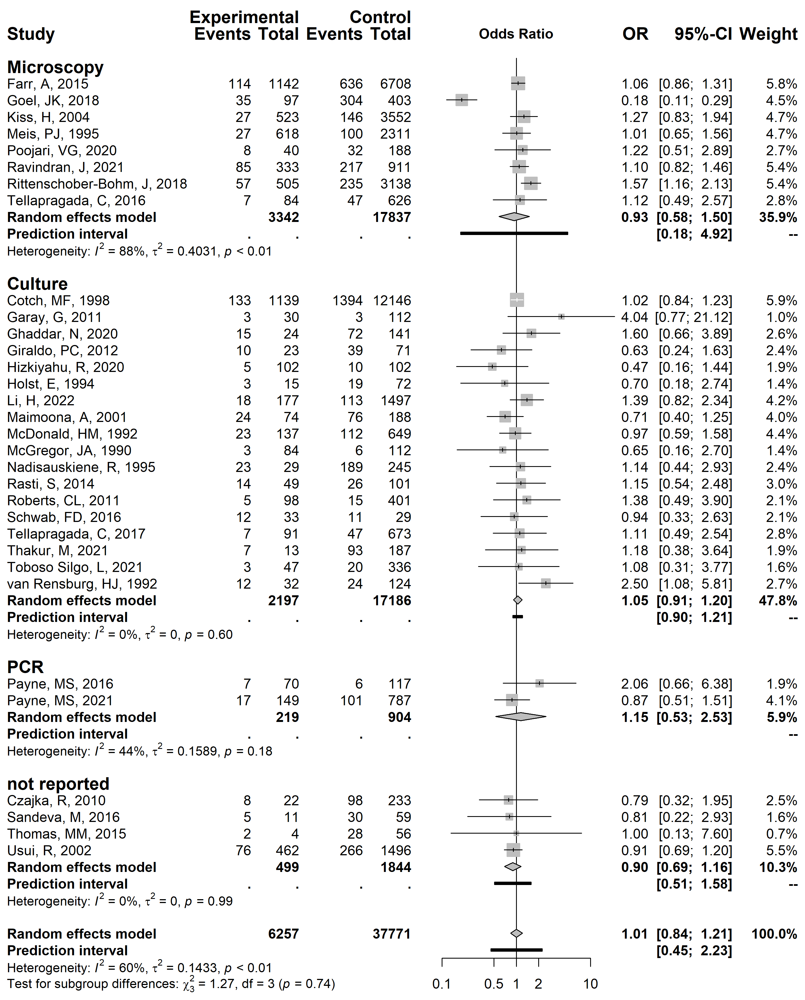 Experimental Control
Study Events Total Events Total Odds Ratio OR 95%-CI Weight
Microscopy
Farr, A, 2015 114 1142 636 6708 1.06 [0.86; 1.31] 5.8%
Goel, JK, 2018 35 97 304 403 0.18 [0.11; 0.29] 4.5%
Kiss, H, 2004 27 523 146 3552 1.27 [0.83; 1.94] 4.7%
Meis, PJ, 1995 27 618 100 2311 1.01 [0.65; 1.56] 4.7%
Poojari, VG, 2020 8 40 32 188 1.22 [0.51; 2.89] 2.7%
Ravindran, J, 2021 85 333 217 911 1.10 [0.82; 1.46] 5.4%
Rittenschober-Bohm, J, 2018 57 505 235 3138 1.57 [1.16; 2.13] 5.4%
Tellapragada, C, 2016 7 84 47 626 1.12 [0.49; 2.57] 2.8%
Random effects model 3342 17837 0.93 [0.58; 1.50] 35.9%
Prediction interval . . . . [0.18; 4.92] --
Heterogeneity: I² = 88%, τ² = 0.4031, p < 0.01
Culture
Cotch, MF, 1998 133 1139 1394 12146 1.02 [0.84; 1.23] 5.9%
Garay, G, 2011 3 30 3 112 4.04 [0.77; 21.12] 1.0%
Ghaddar, N, 2020 15 24 72 141 1.60 [0.66; 3.89] 2.6%
Giraldo, PC, 2012 10 23 39 71 0.63 [0.24; 1.63] 2.4%
Hizkiyahu, R, 2020 5 102 10 102 0.47 [0.16; 1.44] 1.9%
Holst, E, 1994 3 15 19 72 0.70 [0.18; 2.74] 1.4%
Li, H, 2022 18 177 113 1497 1.39 [0.82; 2.34] 4.2%
Maimoona, A, 2001 24 74 76 188 0.71 [0.40; 1.25] 4.0%
McDonald, HM, 1992 23 137 112 649 0.97 [0.59; 1.58] 4.4%
McGregor, JA, 1990 3 84 6 112 0.65 [0.16; 2.70] 1.4%
Nadisauskiene, R, 1995 23 29 189 245 1.14 [0.44; 2.93] 2.4%
Rasti, S, 2014 14 49 26 101 1.15 [0.54; 2.48] 3.0%
Roberts, CL, 2011 5 98 15 401 1.38 [0.49; 3.90] 2.1%
Schwab, FD, 2016 12 33 11 29 0.94 [0.33; 2.63] 2.1%
Tellapragada, C, 2017 7 91 47 673 1.11 [0.49; 2.54] 2.8%
Thakur, M, 2021 7 13 93 187 1.18 [0.38; 3.64] 1.9%
Toboso Silgo, L, 2021 3 47 20 336 1.08 [0.31; 3.77] 1.6%
van Rensburg, HJ, 1992 12 32 24 124 2.50 [1.08; 5.81] 2.7%
Random effects model 2197 17186 1.05 [0.91; 1.20] 47.8%
Prediction interval . . . . [0.90; 1.21] --
Heterogeneity: I² = 0%, τ² = 0, p = 0.60
PCR
Payne, MS, 2016 7 70 6 117 2.06 [0.66; 6.38] 1.9%
Payne, MS, 2021 17 149 101 787 0.87 [0.51; 1.51] 4.1%
Random effects model 219 904 1.15 [0.53; 2.53] 5.9%
Prediction interval . . . . --
Heterogeneity: I² = 44%, τ² = 0.1589, p = 0.18
not reported
Czajka, R, 2010 8 22 98 233 0.79 [0.32; 1.95] 2.5%
Sandeva, M, 2016 5 11 30 59 0.81 [0.22; 2.93] 1.6%
Thomas, MM, 2015 2 4 28 56 1.00 [0.13; 7.60] 0.7%
Usui, R, 2002 76 462 266 1496 0.91 [0.69; 1.20] 5.5%
Random effects model 499 1844 0.90 [0.69; 1.16] 10.3%
Prediction interval . . . . [0.51; 1.58] --
Heterogeneity: I² = 0%, τ² = 0, p = 0.99
Random effects model 6257 37771 1.01 [0.84; 1.21] 100.0%
Prediction interval [0.45; 2.23]
Heterogeneity: I² = 60%, τ² = 0.1433, p < 0.01
Test for subgroup differences: χ²₃ = 1.27, df = 3 (p = 0.74) 0.1 0.5 1 2 10